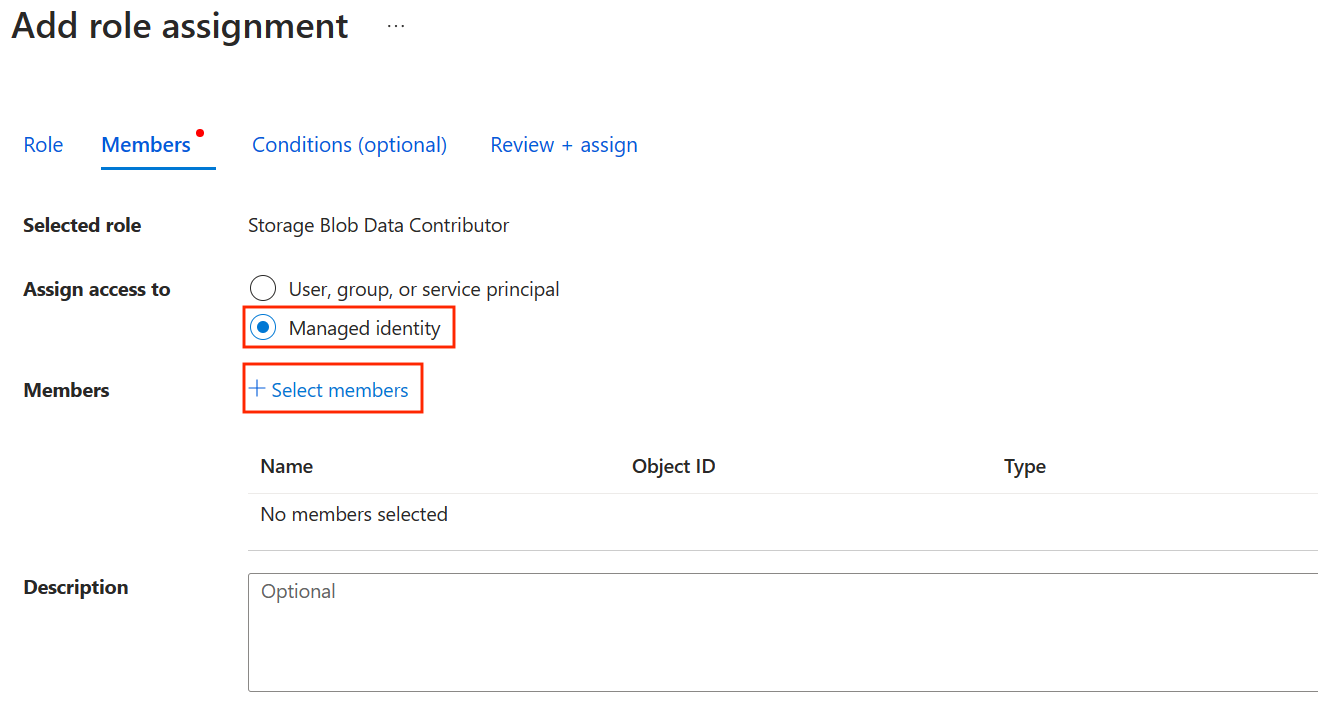 Add role assignment ...
Role Members Conditions (optional) Review + assign
Selected role Storage Blob Data Contributor
Assign access to User, group, or service principal
Managed identity
Members + Select members
Name Object ID Type
No members selected
Description Optional